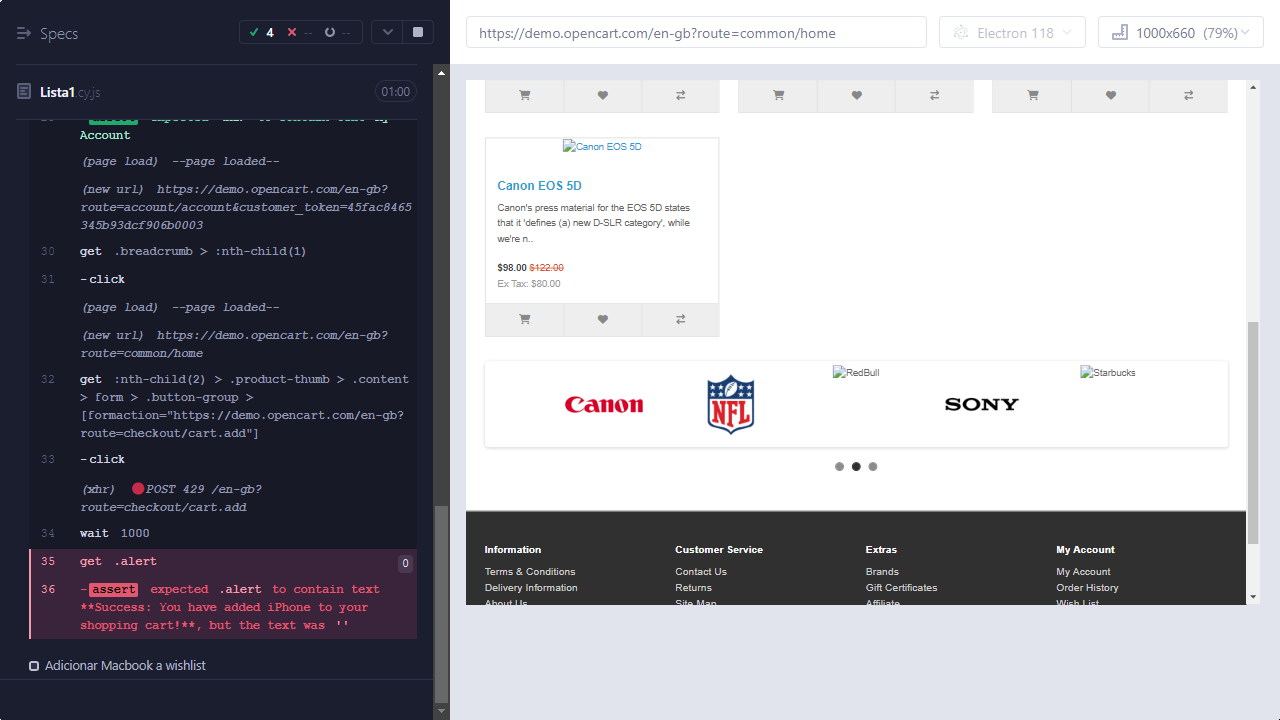 Specs
4
--
--
https://demo.opencart.com/en-gb?route=common/home
Electron 118
1000x660 (79%)
Lista1 cy.js
01:00
Account
(page load) --page loaded--
(new url) https://demo.opencart.com/en-gb?
route=account/account&customer_token=45fac8465
345b93dcf906b0003
30 get .breadcrumb > :nth-child(1)
31 -click
(page load) --page loaded--
(new url) https://demo.opencart.com/en-gb?
route=common/home
32 get :nth-child(2) > .product-thumb > .content
> form > .button-group >
[formaction="https://demo.opencart.com/en-gb?
route=checkout/cart.add"]
33 -click
(xhr) POST 429 /en-gb?
route=checkout/cart.add
34 wait 1000
35 get .alert 0
36 -assert expected .alert to contain text
**Success: You have added iPhone to your
shopping cart!**, but the text was ''
Adicionar Macbook a wishlist
Canon EOS 5D
Canon EOS 5D
Canon's press material for the EOS 5D states
that it 'defines (a) new D-SLR category', while
we're n..
$98.00 $122.00
Ex Tax: $80.00
Canon
NFL
RedBull
SONY
Starbucks
Information
Terms & Conditions
Delivery Information
About Us
Customer Service
Contact Us
Returns
Site Map
Extras
Brands
Gift Certificates
Affiliate
My Account
My Account
Order History
Wish List